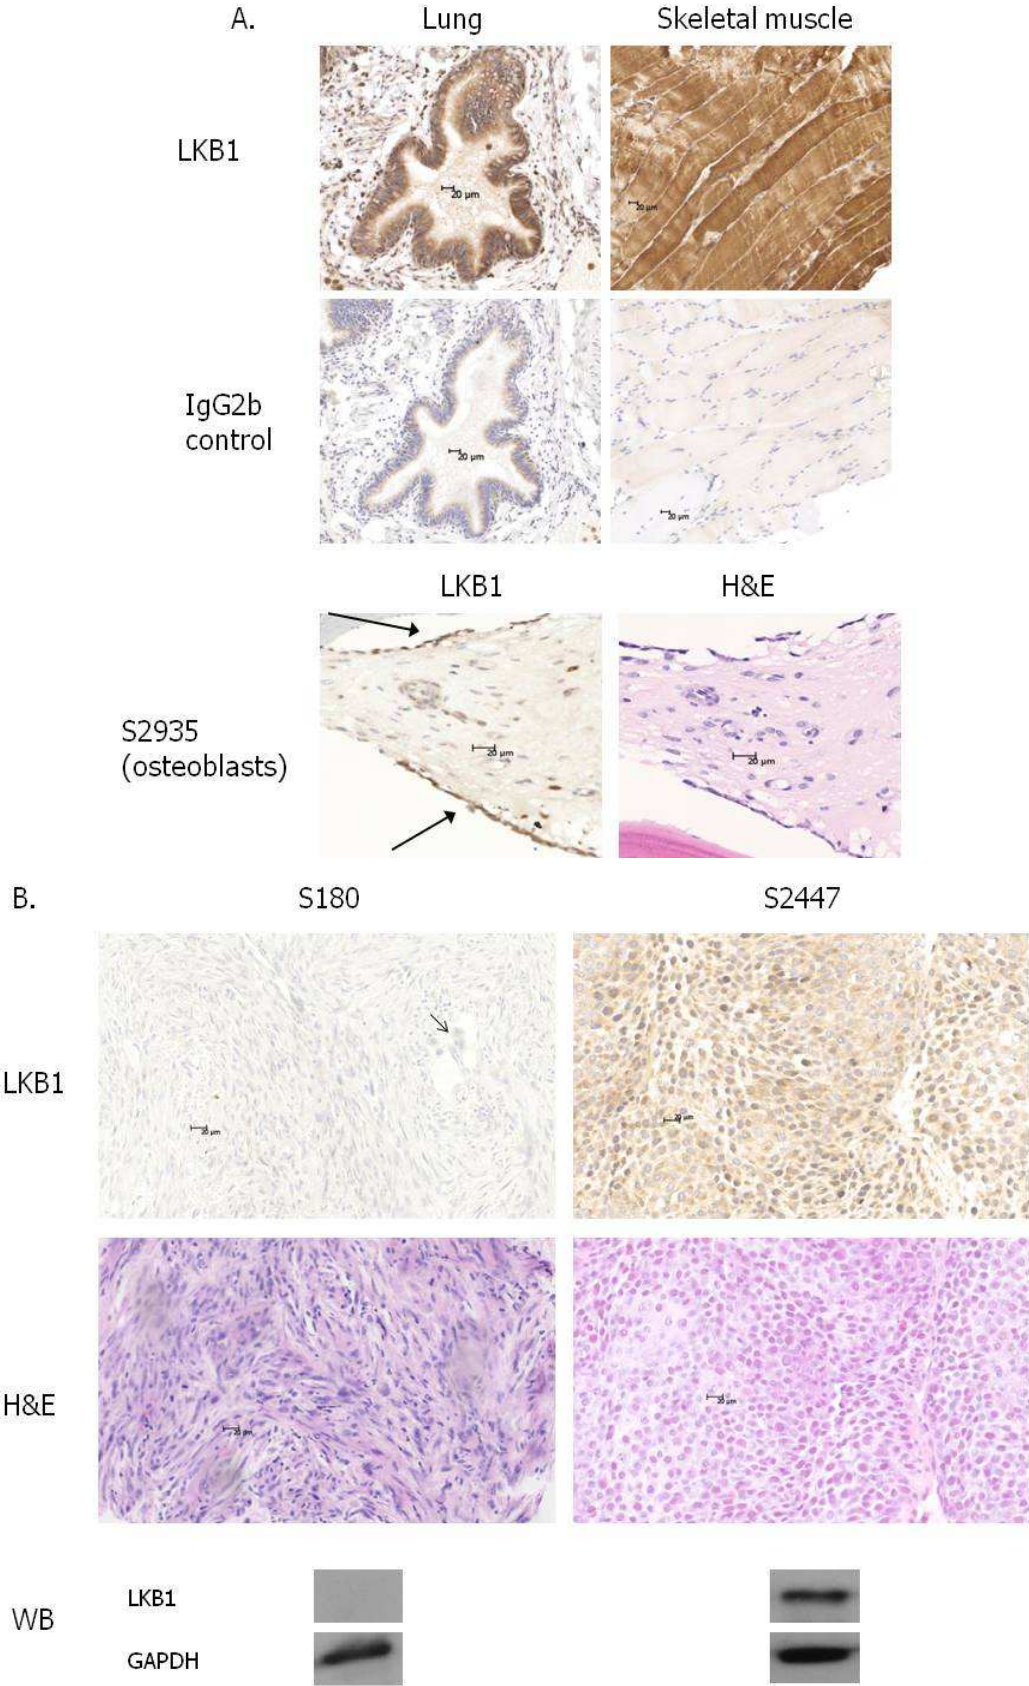 A.
Lung
Skeletal muscle
LKB1
20 µm
20 µm
IgG2b
control
20 µm
20 µm
LKB1
H&E
S2935
(osteoblasts)
20 µm
20 µm
B.
S180
S2447
LKB1
20 µm
20 µm
H&E
20 µm
20 µm
WB
LKB1
GAPDH